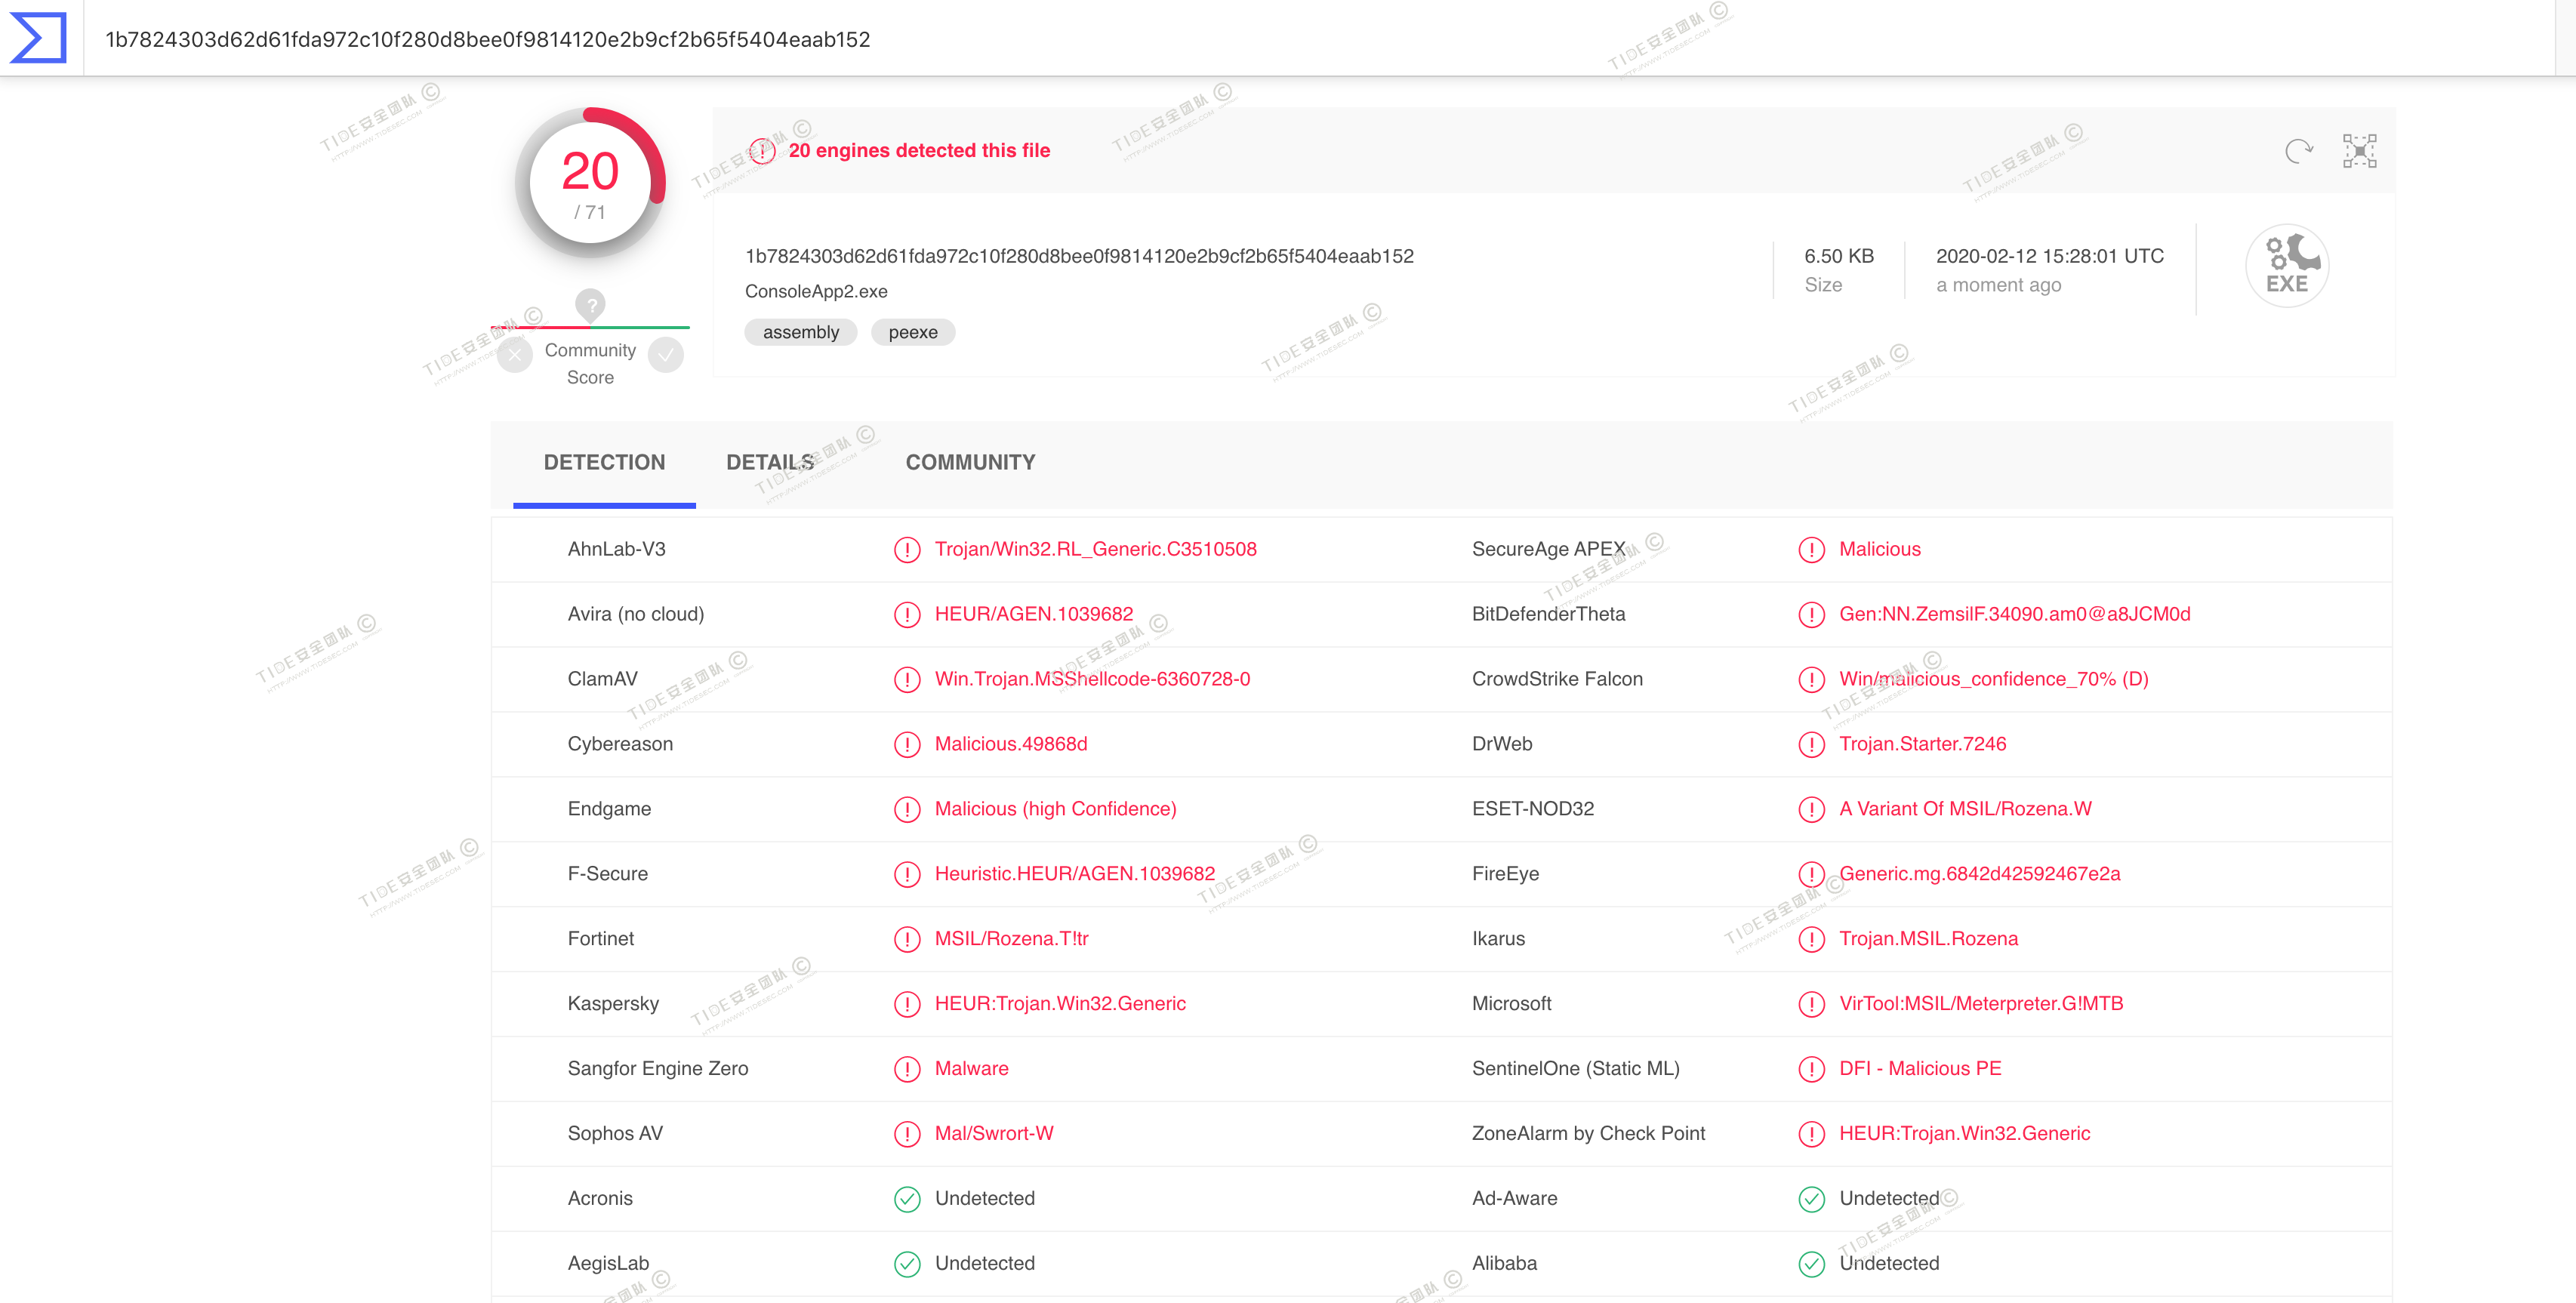 1b7824303d62d61fda972c10f280d8bee0f9814120e2b9cf2b65f5404eaab152
20
/ 71
?
Community
Score
20 engines detected this file
1b7824303d62d61fda972c10f280d8bee0f9814120e2b9cf2b65f5404eaab152
ConsoleApp2.exe
assembly peexe
6.50 KB
Size
2020-02-12 15:28:01 UTC
a moment ago
EXE
DETECTION DETAILS COMMUNITY
AhnLab-V3 Trojan/Win32.RL_Generic.C3510508 SecureAge APEX Malicious
Avira (no cloud) HEUR/AGEN.1039682 BitDefenderTheta Gen:NN.ZemsilF.34090.am0@a8JCM0d
ClamAV Win.Trojan.MSShellcode-6360728-0 CrowdStrike Falcon Win/malicious_confidence_70% (D)
Cybereason Malicious.49868d DrWeb Trojan.Starter.7246
Endgame Malicious (high Confidence) ESET-NOD32 A Variant Of MSIL/Rozena.W
F-Secure Heuristic.HEUR/AGEN.1039682 FireEye Generic.mg.6842d42592467e2a
Fortinet MSIL/Rozena.T!tr Ikarus Trojan.MSIL.Rozena
Kaspersky HEUR:Trojan.Win32.Generic Microsoft VirTool:MSIL/Meterpreter.G!MTB
Sangfor Engine Zero Malware SentinelOne (Static ML) DFI - Malicious PE
Sophos AV Mal/Swrort-W ZoneAlarm by Check Point HEUR:Trojan.Win32.Generic
Acronis Undetected Ad-Aware Undetected
AegisLab Undetected Alibaba Undetected
TIDE安全团队 ©
HTTP://WWW.TIDESEC.COM